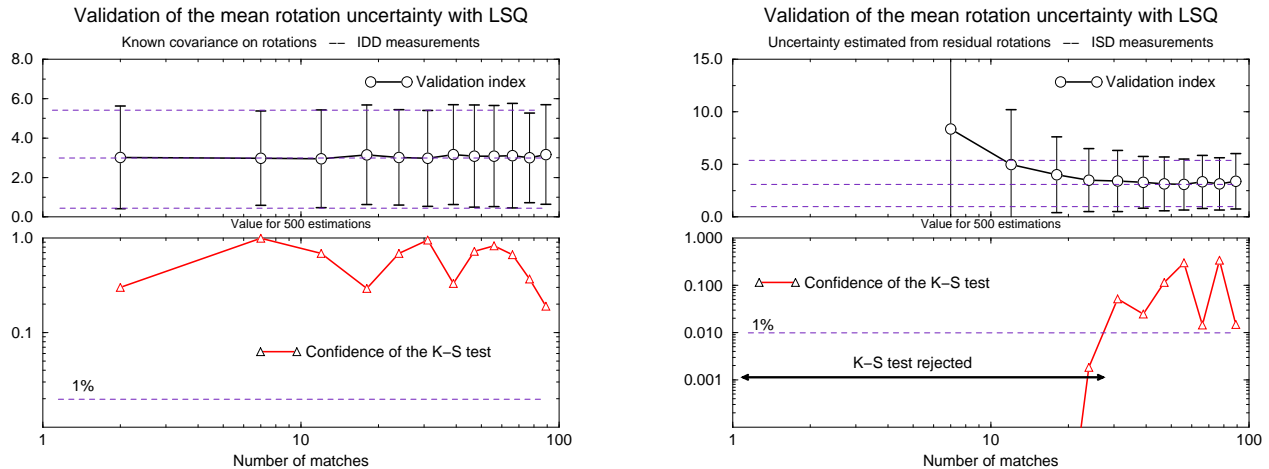 Validation of the mean rotation uncertainty with LSQ
Known covariance on rotations −− IDD measurements
8.0
6.0
4.0
2.0
0.0
Validation index
Value for 500 estimations
1.0
0.1
Confidence of the K−S test
1%
1
10
100
Number of matches
Validation of the mean rotation uncertainty with LSQ
Uncertainty estimated from residual rotations −− ISD measurements
15.0
10.0
5.0
0.0
Validation index
Value for 500 estimations
1.000
0.100
0.010
0.001
Confidence of the K−S test
1%
K−S test rejected
1
10
100
Number of matches